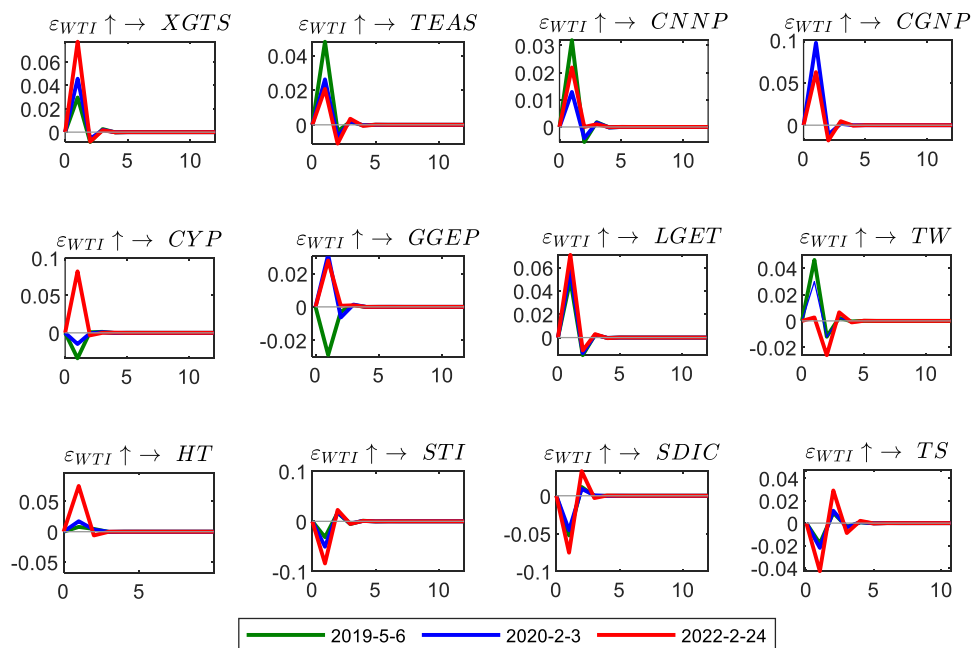 ε_WTI ↑ → XGTS
ε_WTI ↑ → TEAS
ε_WTI ↑ → CNNP
ε_WTI ↑ → CGNP
0.06
0.04
0.02
0
0 5 10
0.04
0.02
0
0 5 10
0.03
0.02
0.01
0
0 5 10
0.1
0.05
0
0 5 10
ε_WTI ↑ → CYP
ε_WTI ↑ → GGEP
ε_WTI ↑ → LGET
ε_WTI ↑ → TW
0.1
0.05
0
0 5 10
0.02
0
-0.02
0 5 10
0.06
0.04
0.02
0
0 5 10
0.04
0.02
0
-0.02
0 5 10
ε_WTI ↑ → HT
ε_WTI ↑ → STI
ε_WTI ↑ → SDIC
ε_WTI ↑ → TS
0.05
0
-0.05
0 5
0.1
0
-0.1
0 5 10
0
-0.05
-0.1
0 5 10
0.04
0.02
0
-0.02
-0.04
0 5 10
2019-5-6 2020-2-3 2022-2-24